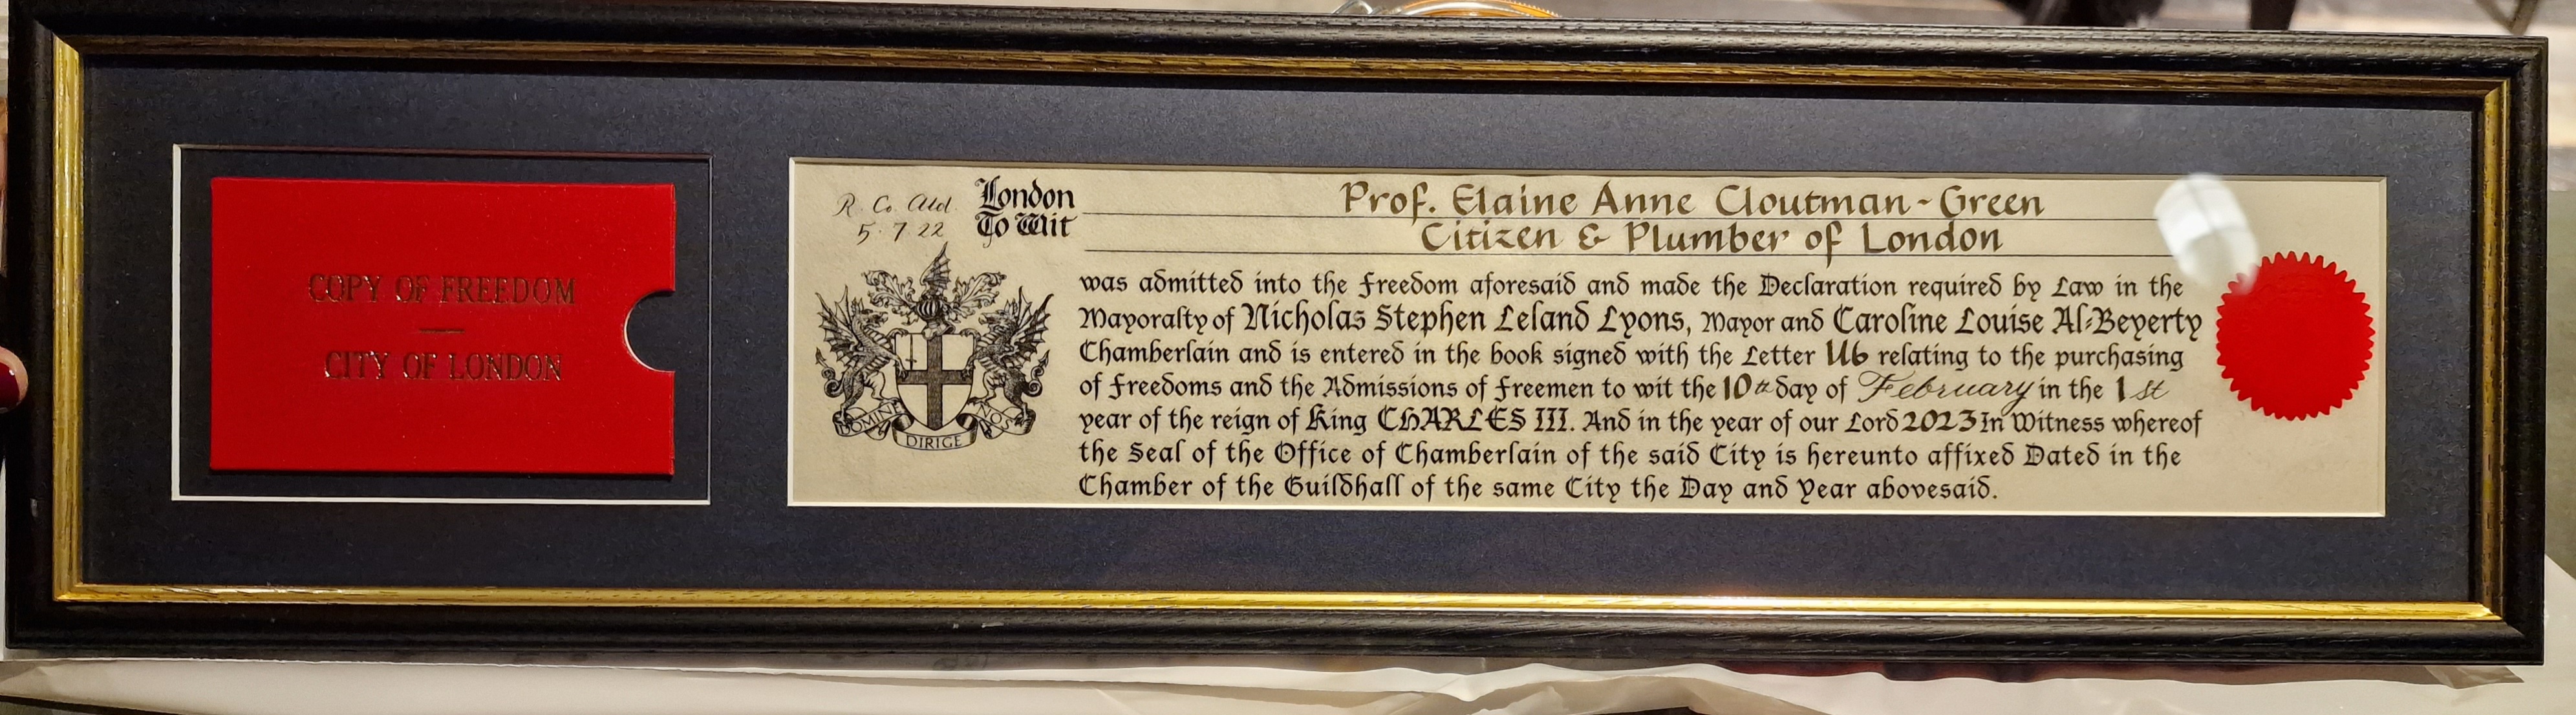 COPY OF FREEDOM
CITY OF LONDON
R. Co. Ald.
5.7.22
London
To Wit
Prof. Elaine Anne Cloutman-Green
Citizen & Plumber of London
was admitted into the Freedom aforesaid and made the Declaration required by Law in the
Mayoralty of Nicholas Stephen Leland Lyons, Mayor and Caroline Louise Al-Beyerty
Chamberlain and is entered in the book signed with the Letter U6 relating to the purchasing
of Freedoms and the Admissions of Freemen to wit the 10th day of February in the 1st
year of the reign of King CHARLES III. And in the year of our Lord 2023 In Witness whereof
the Seal of the Office of Chamberlain of the said City is hereunto affixed Dated in the
Chamber of the Guildhall of the same City the Day and Year abovesaid.
DOMINE DIRIGE NOS